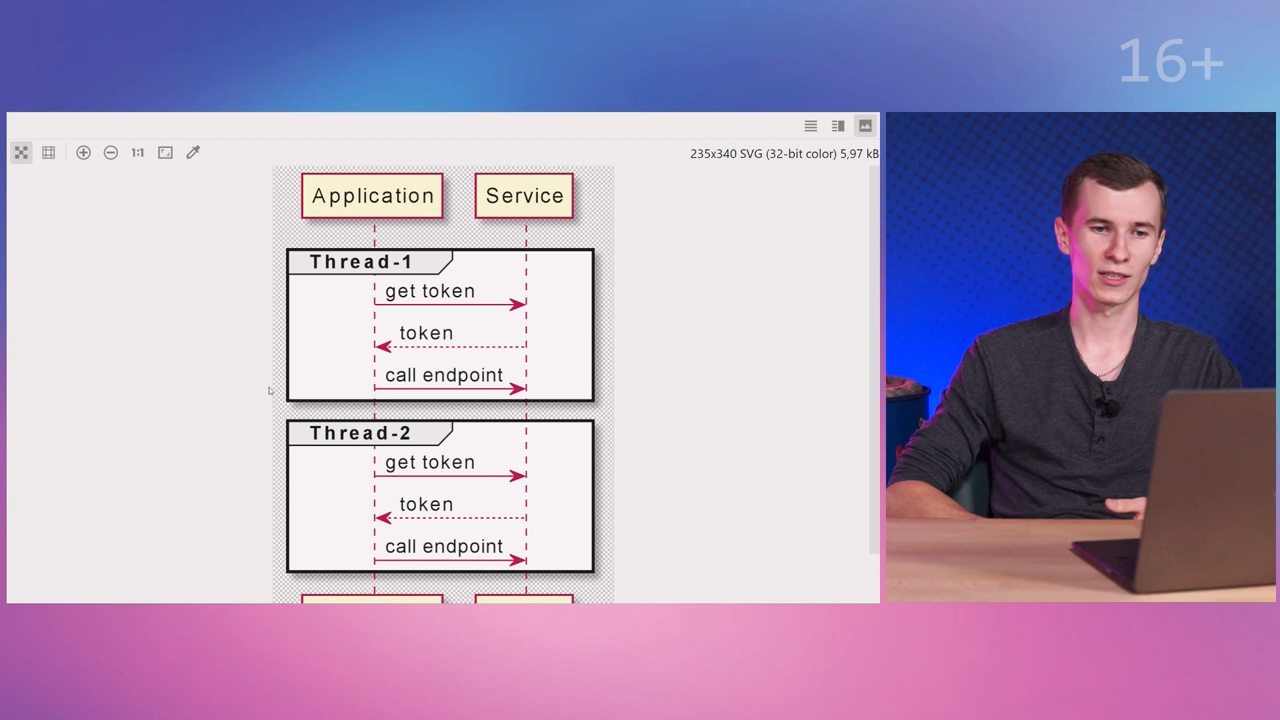 16+
1:1
235x340 SVG (32-bit color) 5,97 kB
Application
Service
Thread-1
get token
token
call endpoint
Thread-2
get token
token
call endpoint